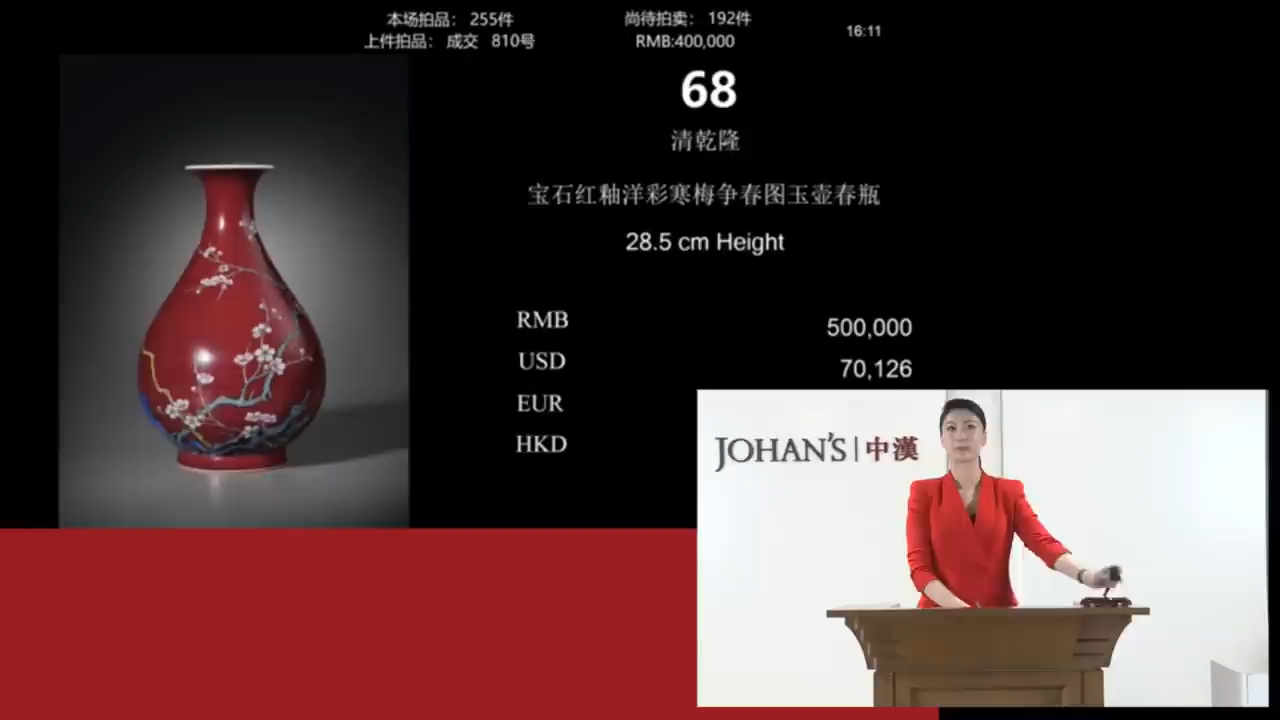 本场拍品： 255件
尚待拍卖： 192件
上件拍品： 成交 810号
RMB:400,000
16:11
68
清乾隆
宝石红釉洋彩寒梅争春图玉壶春瓶
28.5 cm Height
RMB 500,000
USD 70,126
EUR
HKD
JOHAN'S | 中漢